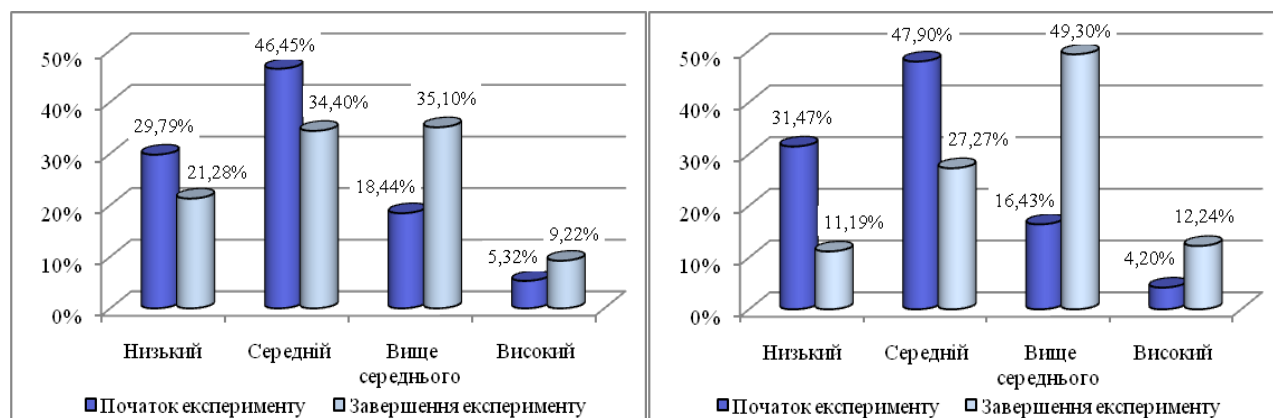 50%
40%
30%
20%
10%
0%
29,79%
21,28%
46,45%
34,40%
18,44%
35,10%
5,32%
9,22%
Низький
Середній
Вище
середнього
Високий
Початок експерименту
Завершення експерименту
50%
40%
30%
20%
10%
0%
31,47%
11,19%
47,90%
27,27%
16,43%
49,30%
4,20%
12,24%
Низький
Середній
Вище
середнього
Високий
Початок експерименту
Завершення експерименту